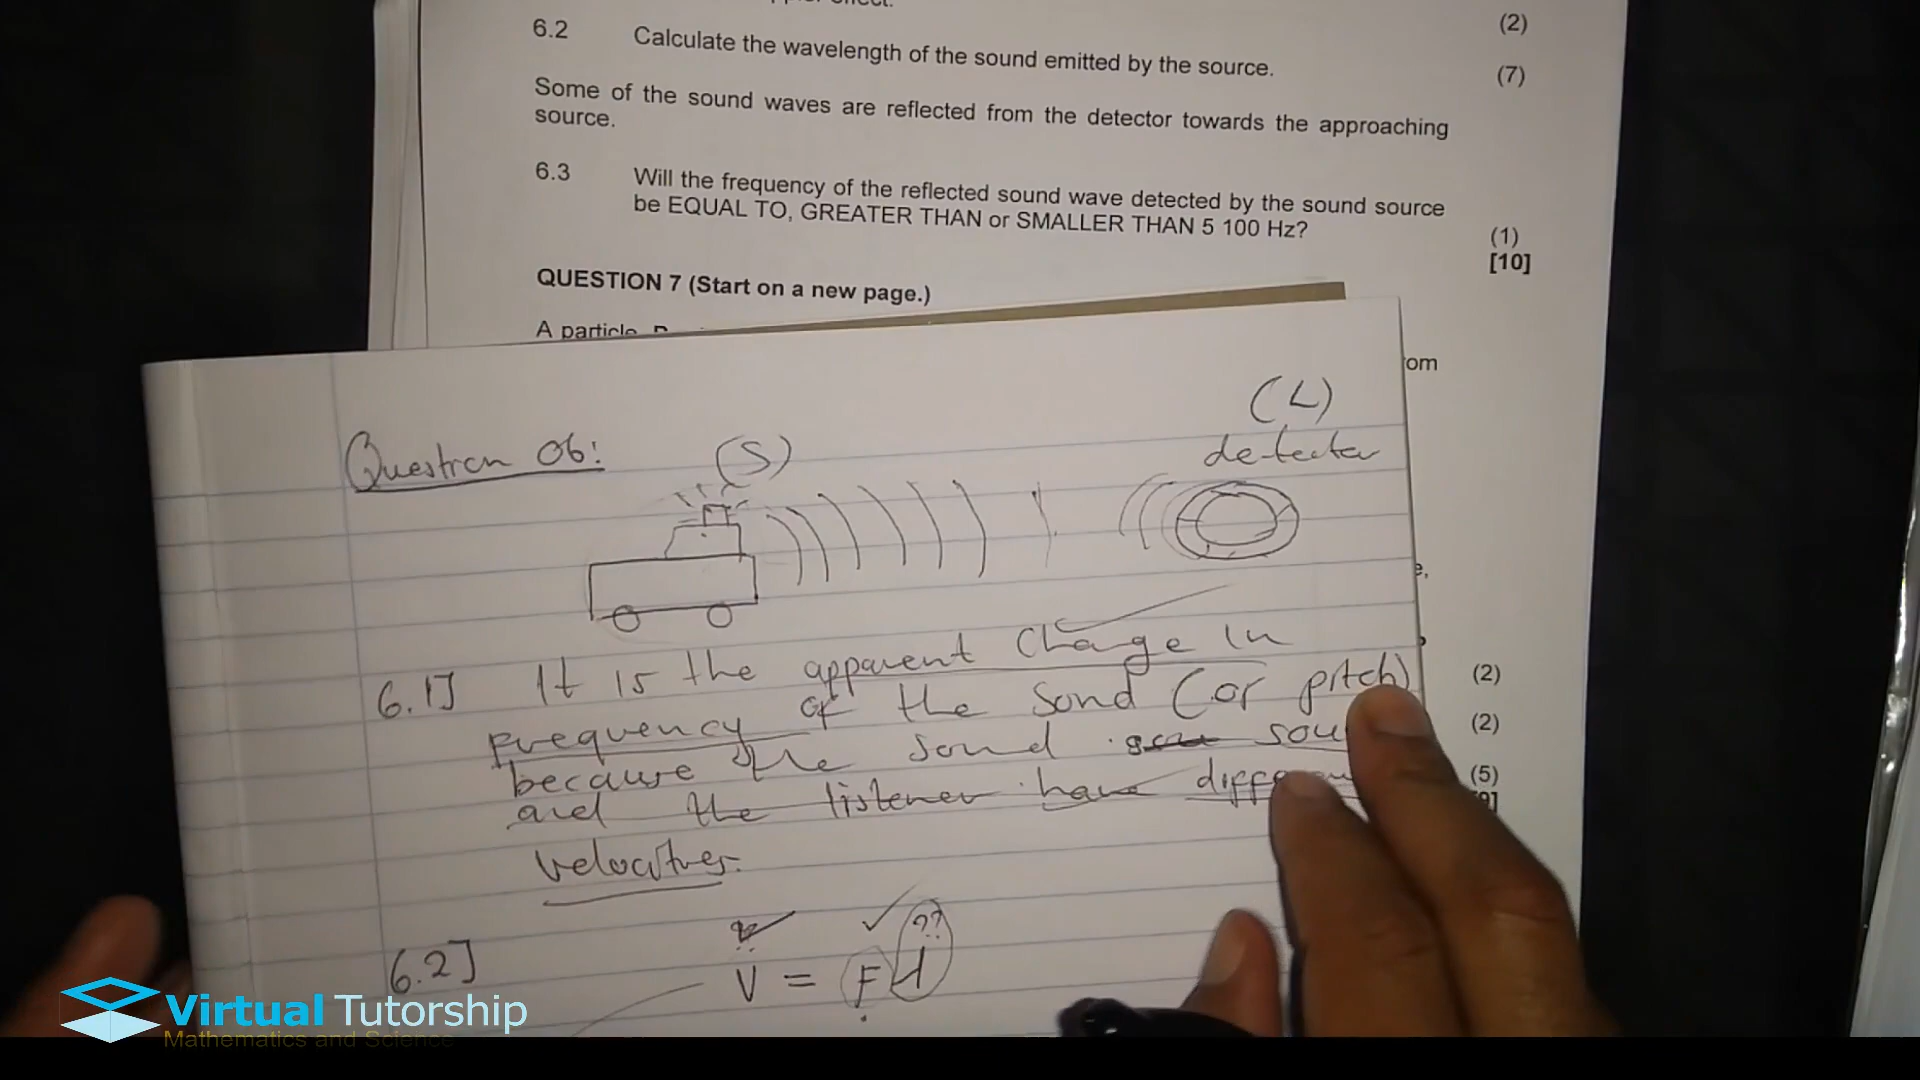 (2)
6.2 Calculate the wavelength of the sound emitted by the source.
(7)
Some of the sound waves are reflected from the detector towards the approaching
source.
6.3 Will the frequency of the reflected sound wave detected by the sound source
be EQUAL TO, GREATER THAN or SMALLER THAN 5 100 Hz?
(1)
[10]
QUESTION 7 (Start on a new page.)
A particle
(L)
Question 06: (S)
detector
6.1] It is the apparent change in
frequency of the sond (or pitch)
because the sond
and the listener have
velocities.
(2)
(2)
(5)
??
6.2] V = Fλ
Virtual Tutorship
Mathematics and Science